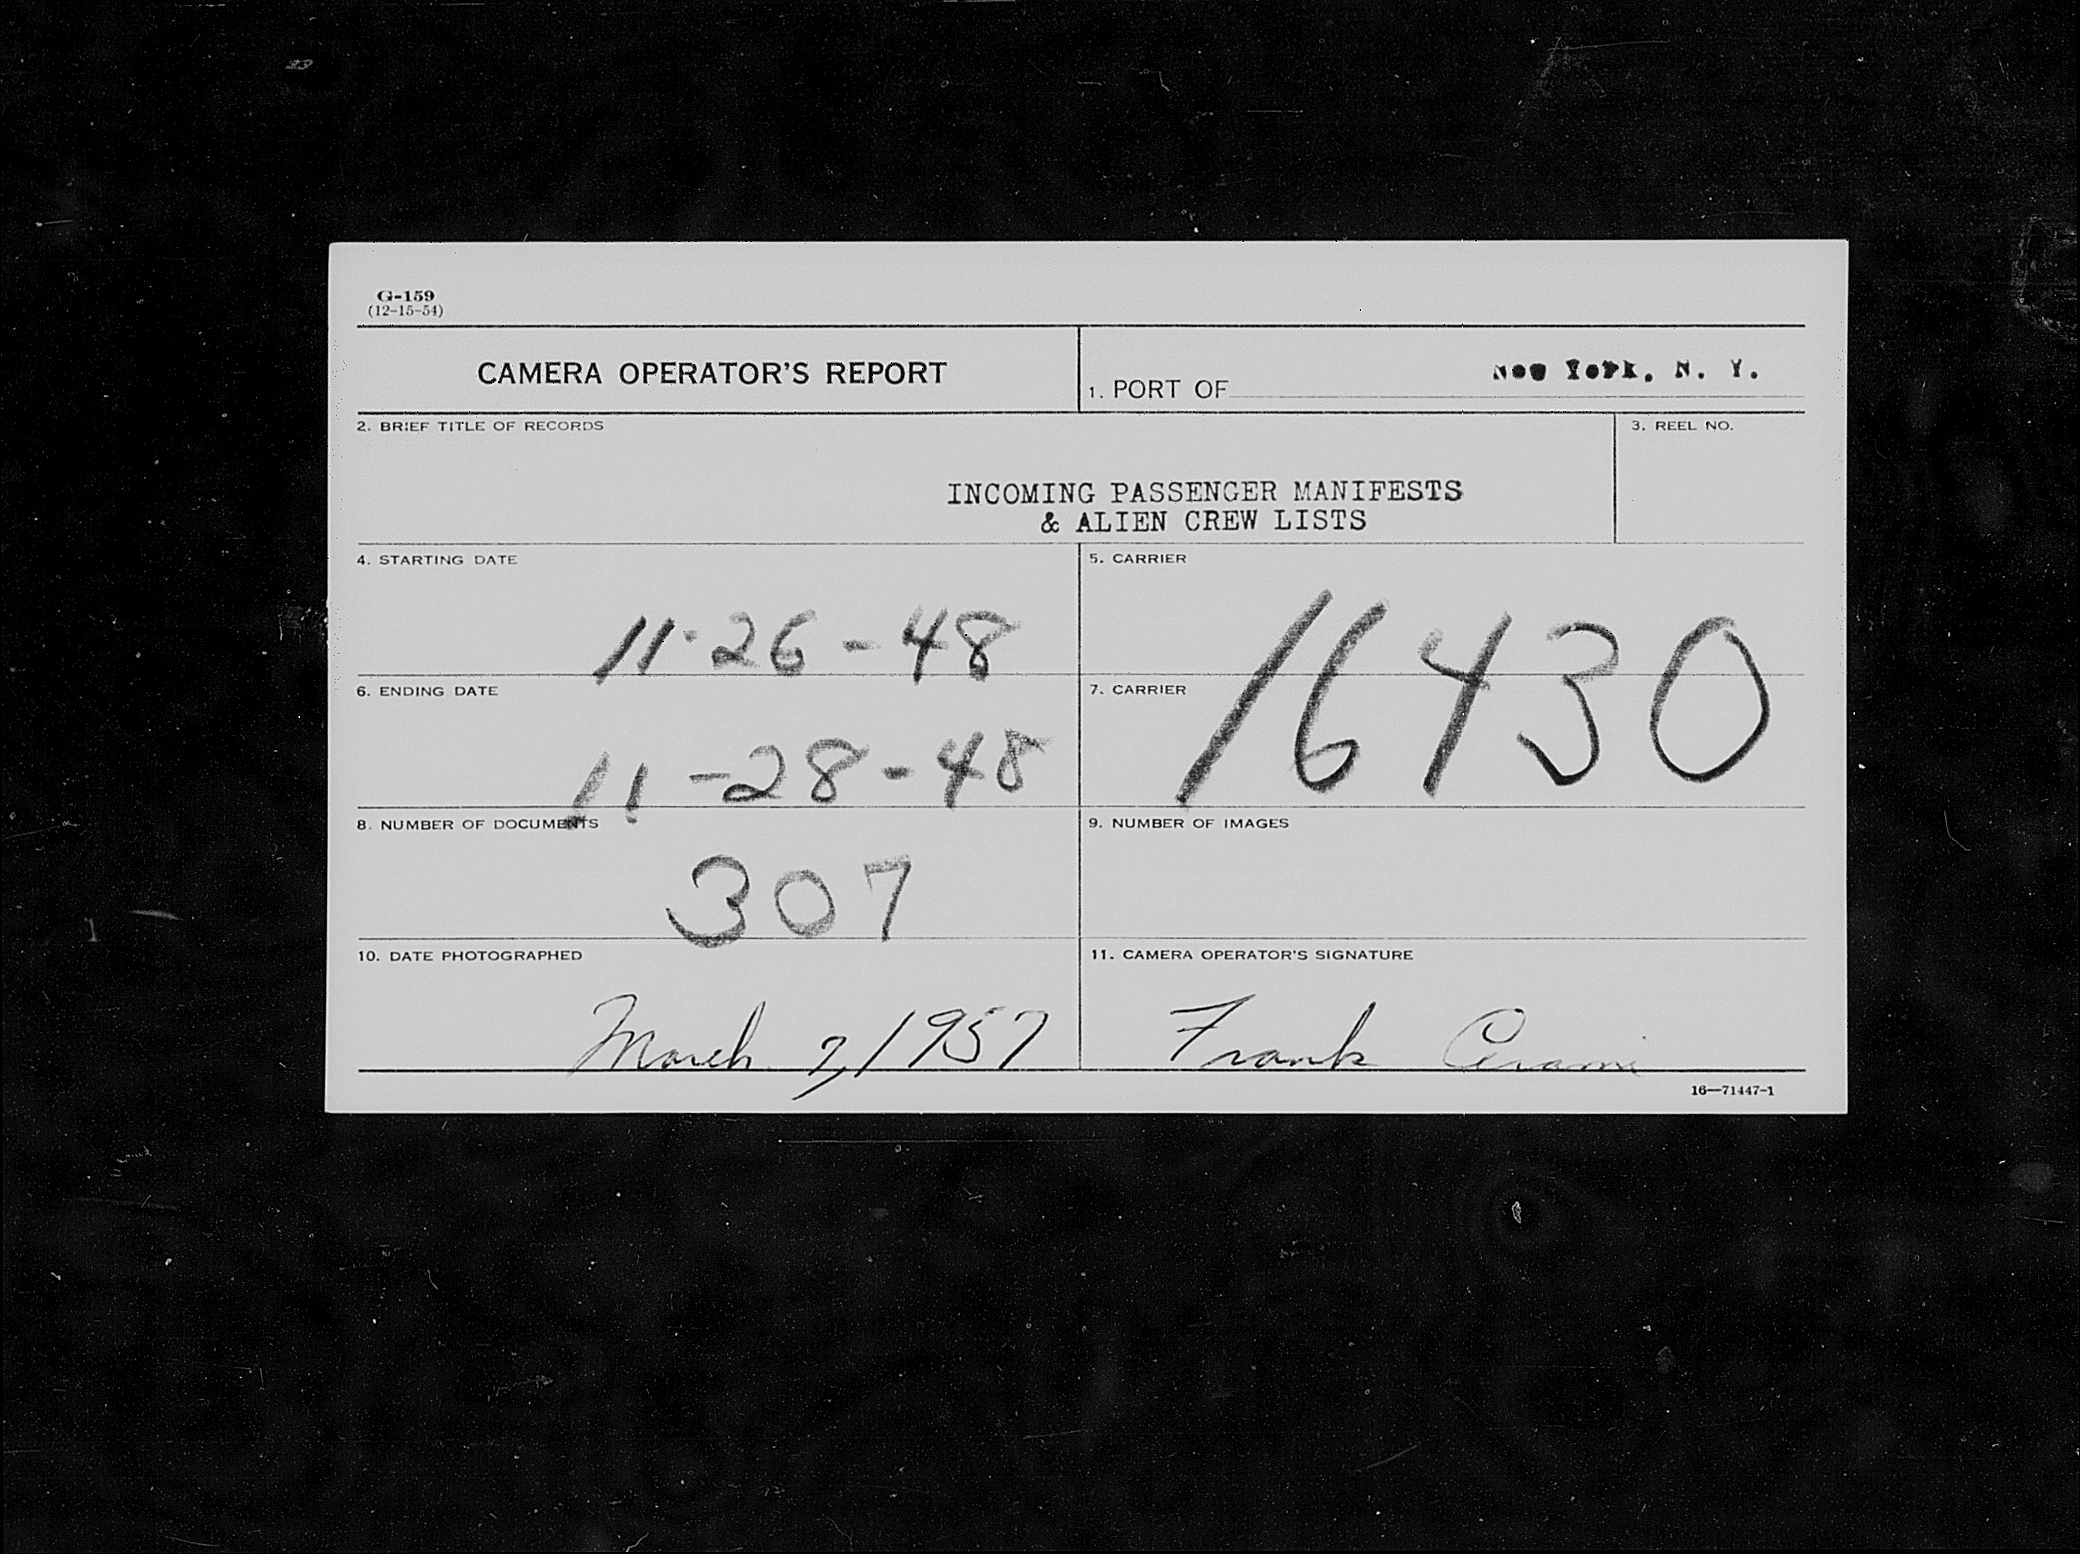 G-159
(12-15-54)
CAMERA OPERATOR'S REPORT
1. PORT OF New York, N. Y.
2. BRIEF TITLE OF RECORDS
3. REEL NO.
INCOMING PASSENGER MANIFESTS
& ALIEN CREW LISTS
4. STARTING DATE
11-26-48
5. CARRIER
16430
6. ENDING DATE
11-28-48
7. CARRIER
8. NUMBER OF DOCUMENTS
307
9. NUMBER OF IMAGES
10. DATE PHOTOGRAPHED
March 7, 1957
11. CAMERA OPERATOR'S SIGNATURE
Frank Cerami
16—71447-1